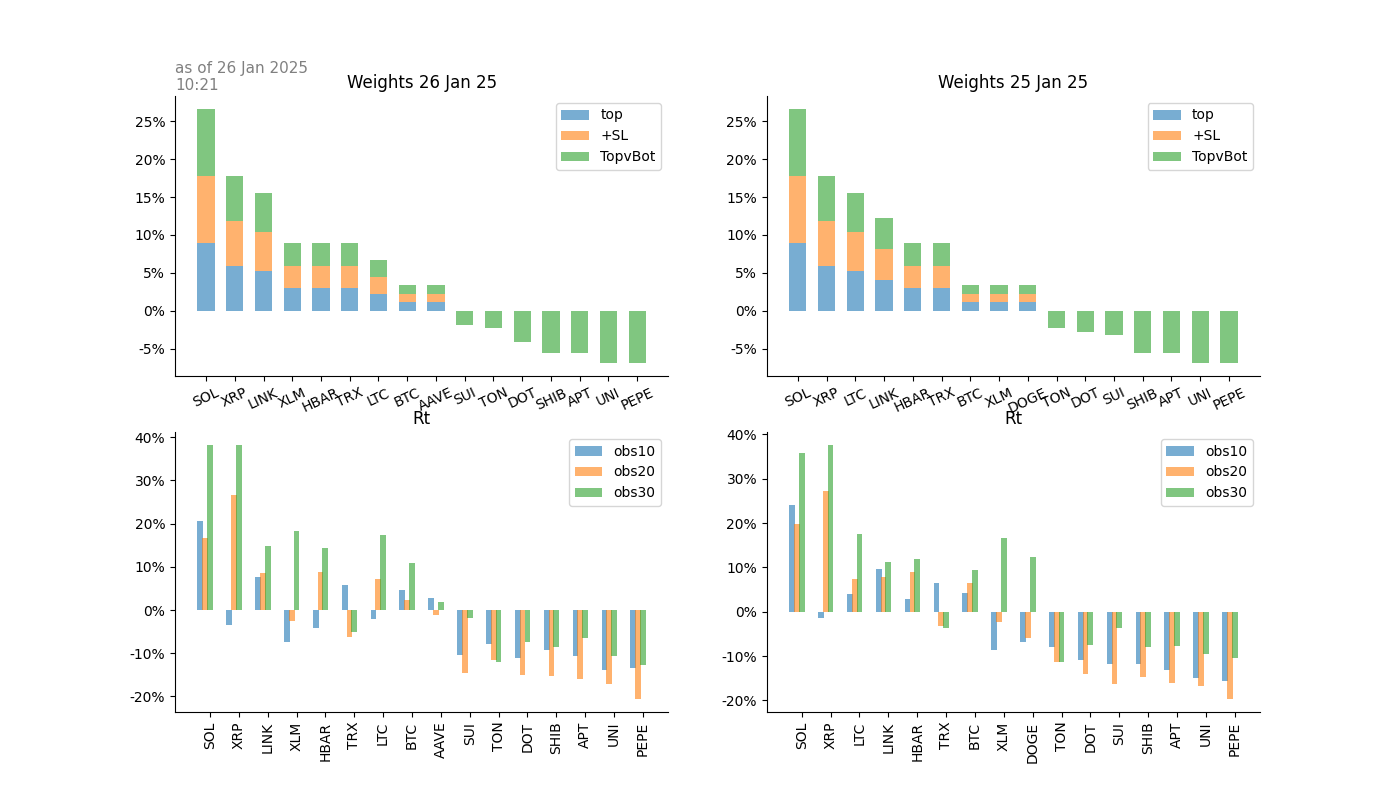 as of 26 Jan 2025
10:21
Weights 26 Jan 25
25%
20%
15%
10%
5%
0%
-5%
top
+SL
TopvBot
SOL XRP LINK XLM HBAR TRX LTC BTC AAVE SUI TON DOT SHIB APT UNI PEPE
Weights 25 Jan 25
25%
20%
15%
10%
5%
0%
-5%
top
+SL
TopvBot
SOL XRP LTC LINK HBAR TRX BTC XLM DOGE TON DOT SUI SHIB APT UNI PEPE
Rt
40%
30%
20%
10%
0%
-10%
-20%
obs10
obs20
obs30
SOL XRP LINK XLM HBAR TRX LTC BTC AAVE SUI TON DOT SHIB APT UNI PEPE
Rt
40%
30%
20%
10%
0%
-10%
-20%
obs10
obs20
obs30
SOL XRP LTC LINK HBAR TRX BTC XLM DOGE TON DOT SUI SHIB APT UNI PEPE